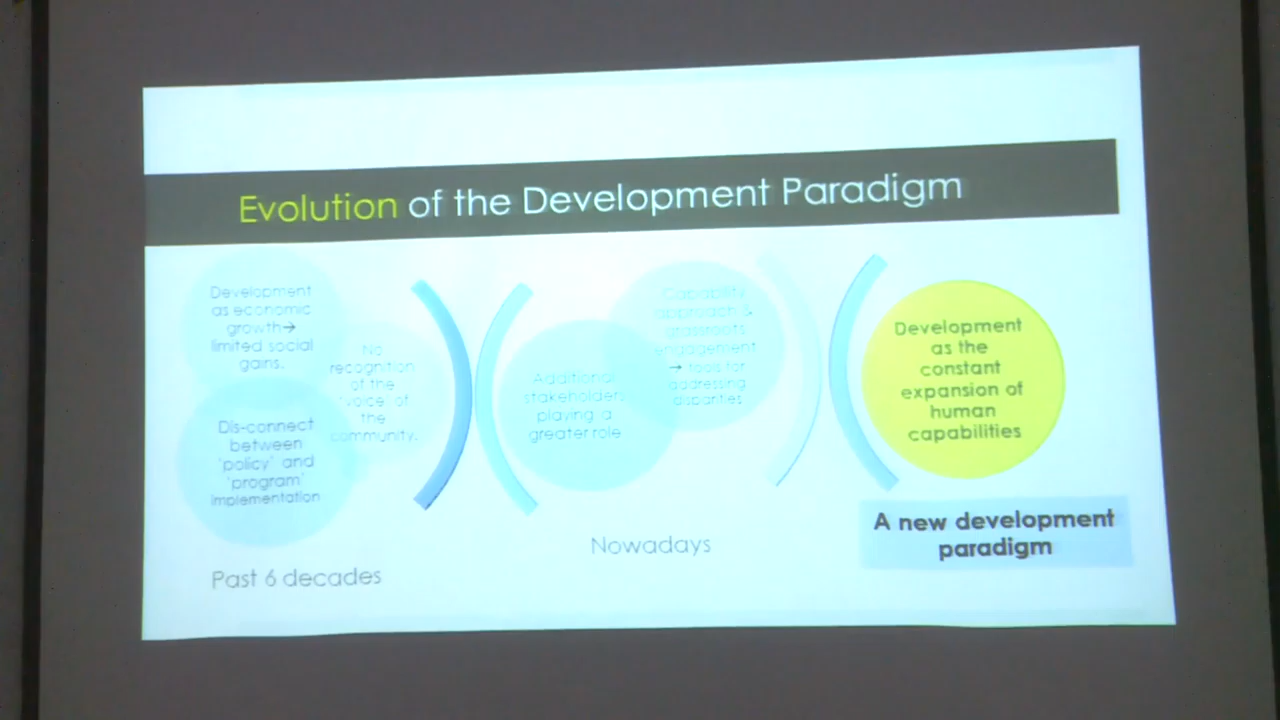 Evolution of the Development Paradigm
Development
as economic
growth→
limited social
gains.
No
recognition
of the
'voice' of
the
community.
Dis-connect
between
'policy' and
'program'
implementation
Past 6 decades
Additional
stakeholders
playing a
greater role
Capability
approach &
grassroots
engagement
→ tools for
addressing
disparities
Nowadays
Development
as the
constant
expansion of
human
capabilities
A new development
paradigm